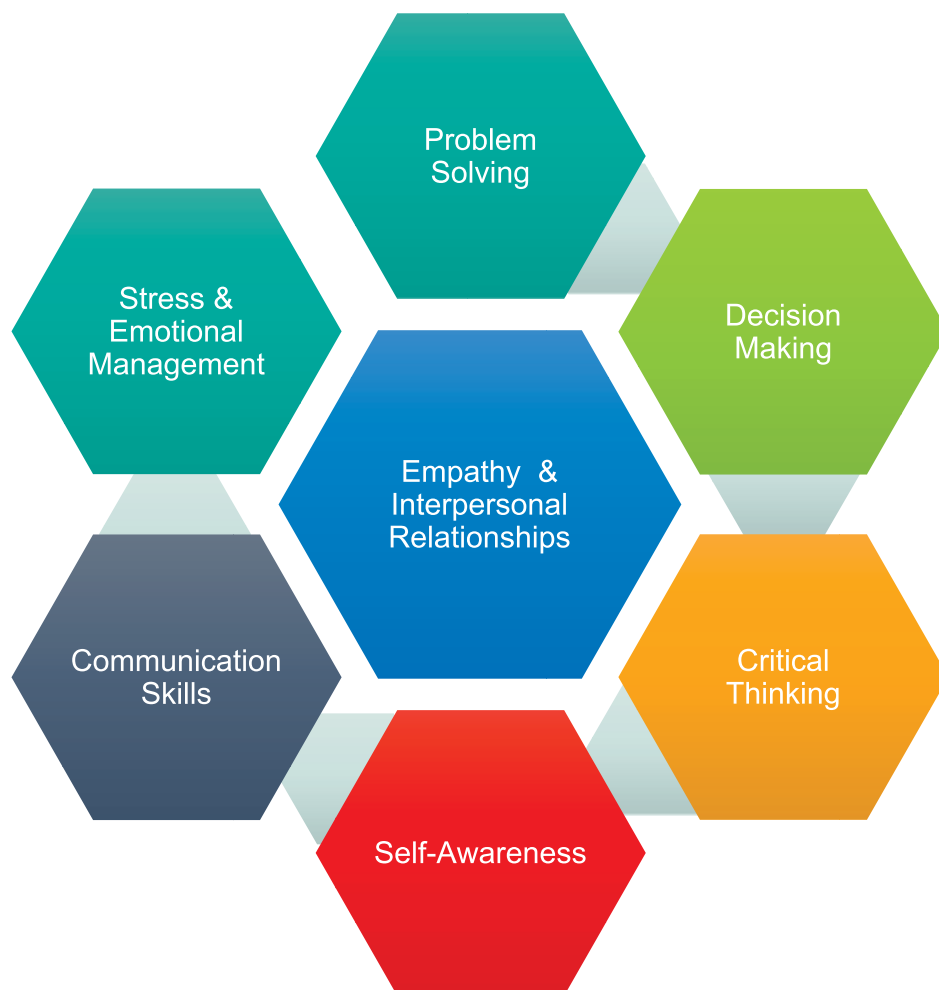 Problem
Solving
Stress &
Emotional
Management
Decision
Making
Empathy  &
Interpersonal
Relationships
Communication
Skills
Critical
Thinking
Self-Awareness